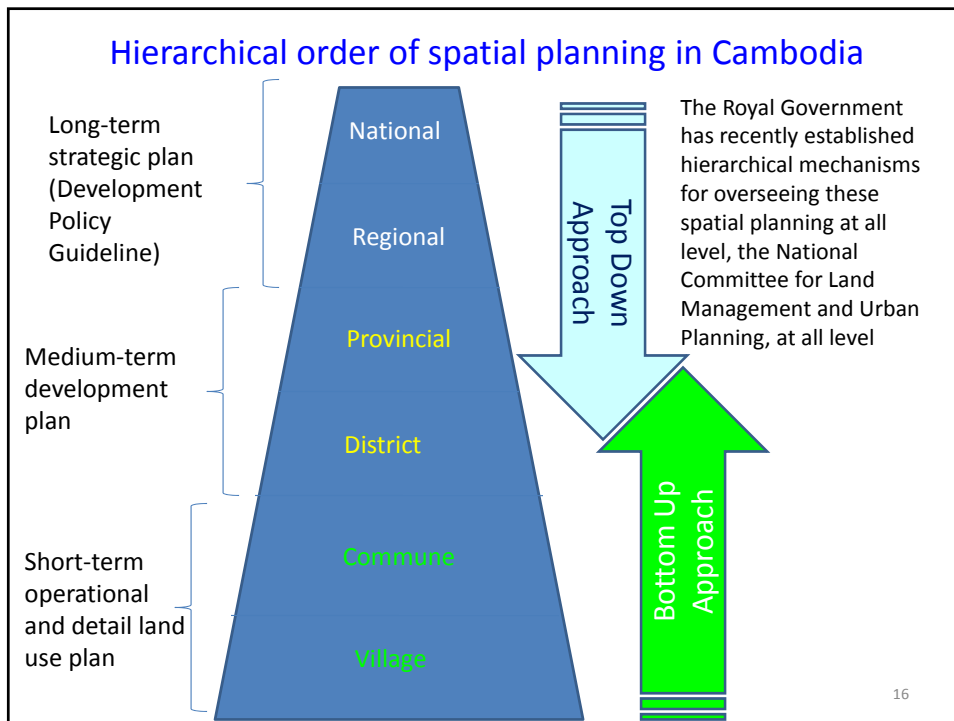 Hierarchical order of spatial planning in Cambodia
Long-term
strategic plan
(Development
Policy
Guideline)
Medium-term
development
plan
Short-term
operational
and detail land
use plan
National
Regional
Provincial
District
Commune
Village
Top Down
Approach
Bottom Up
Approach
The Royal Government
has recently established
hierarchical mechanisms
for overseeing these
spatial planning at all
level, the National
Committee for Land
Management and Urban
Planning, at all level
16